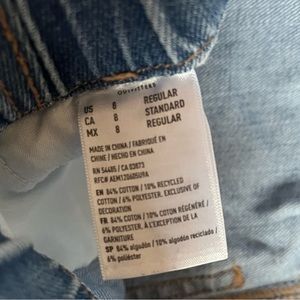 OUTFITTERS
US 8 REGULAR
CA 8 STANDARD
MX 8 REGULAR
MADE IN CHINA / FABRIQUÉ EN
CHINE / HECHO EN CHINA
RN 54485 / CA 03873
RFC# AEM120605U9A
EN: 84% COTTON / 10% RECYCLED
COTTON / 6% POLYESTER. EXCLUSIVE OF
DECORATION
FR: 84% COTON / 10% COTON RÉGÉNÉRÉ /
6% POLYESTER. À L'EXCEPTION DE LA
GARNITURE
SP: 84% algodón / 10% algodón reciclado /
6% poliéster